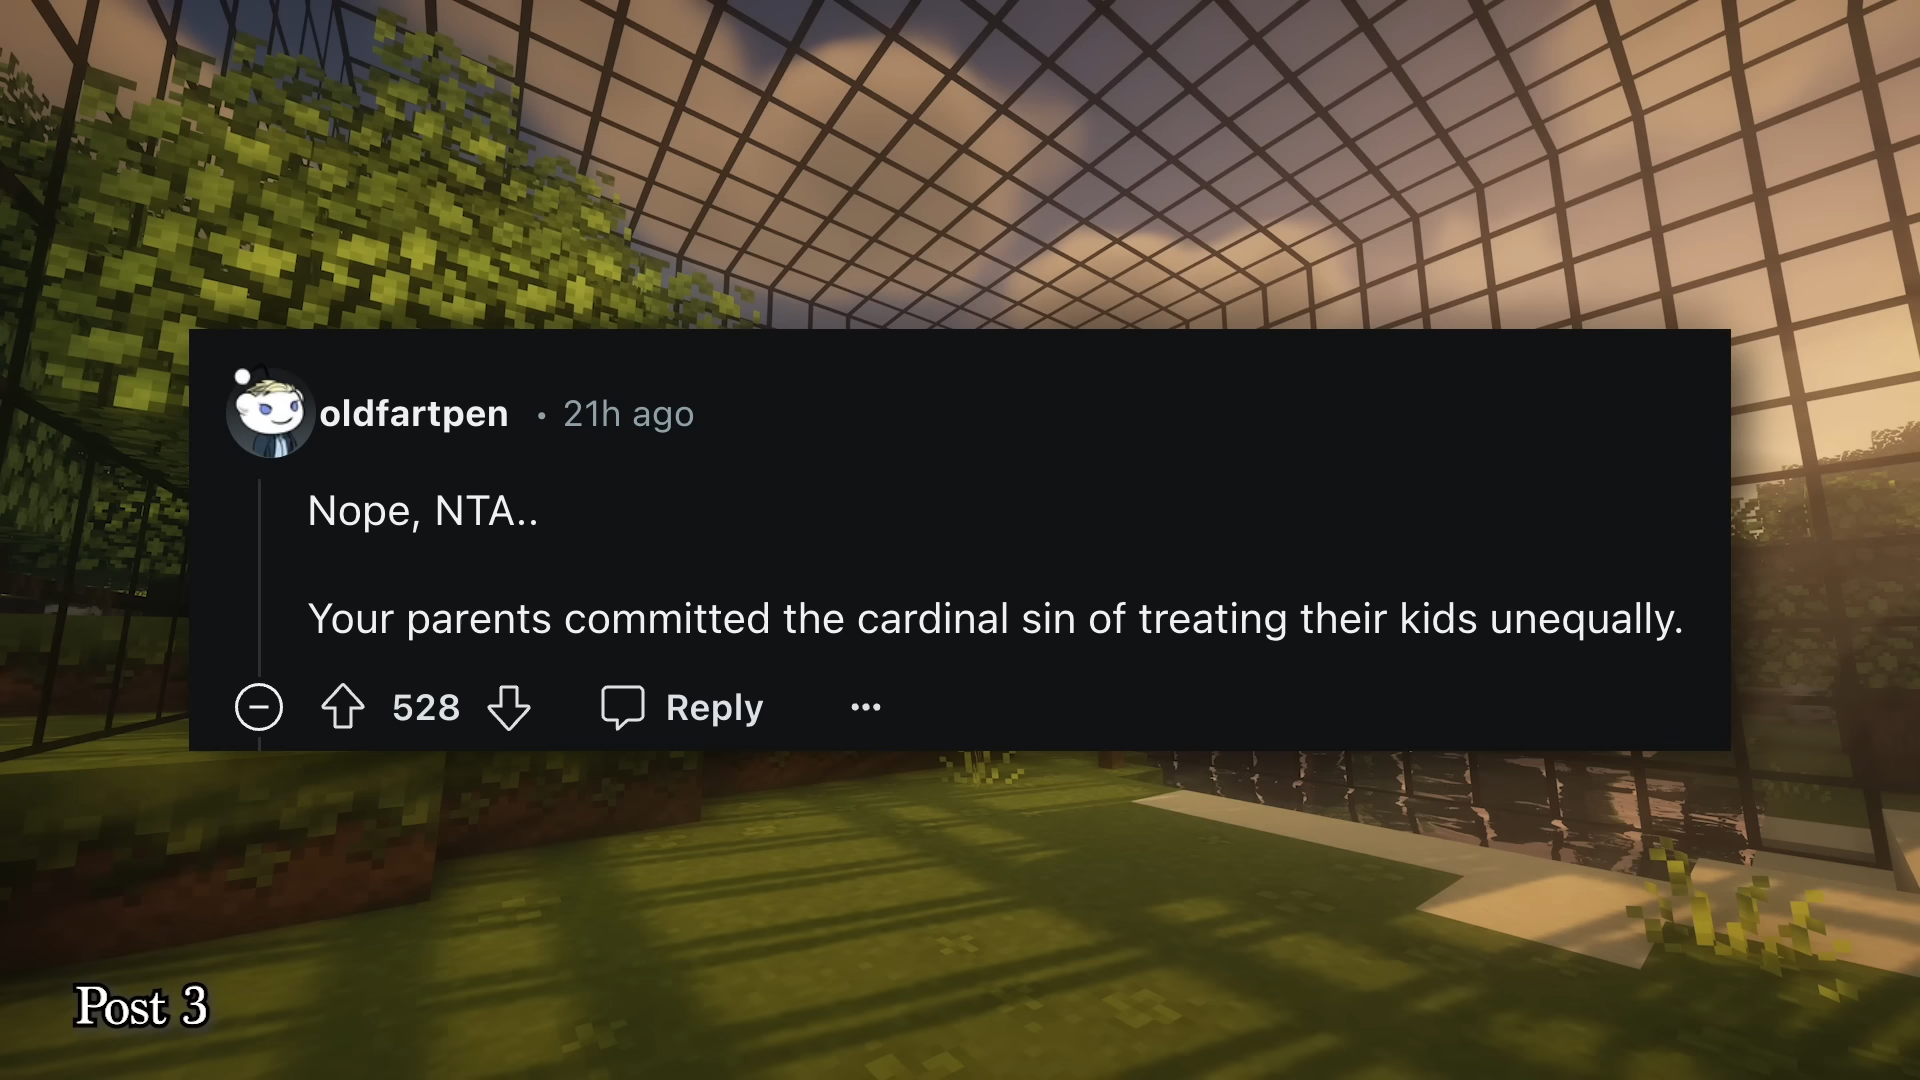 oldfartpen • 21h ago
Nope, NTA..
Your parents committed the cardinal sin of treating their kids unequally.
528 Reply ...
Post 3